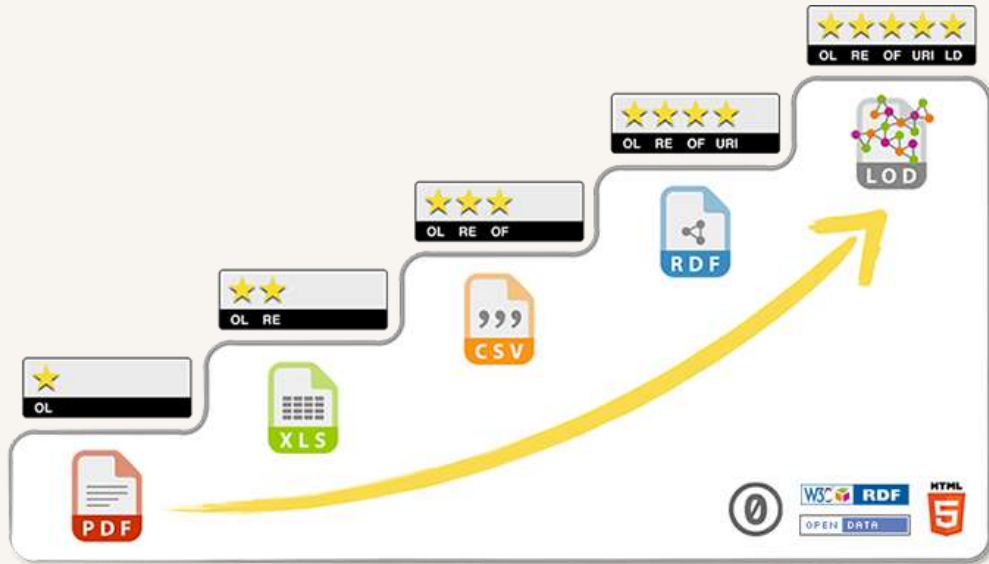 OL RE OF URI LD
OL RE OF URI
LOD
OL RE OF
RDF
OL RE
CSV
OL
XLS
PDF
0
W3C RDF
HTML
5
OPEN DATA